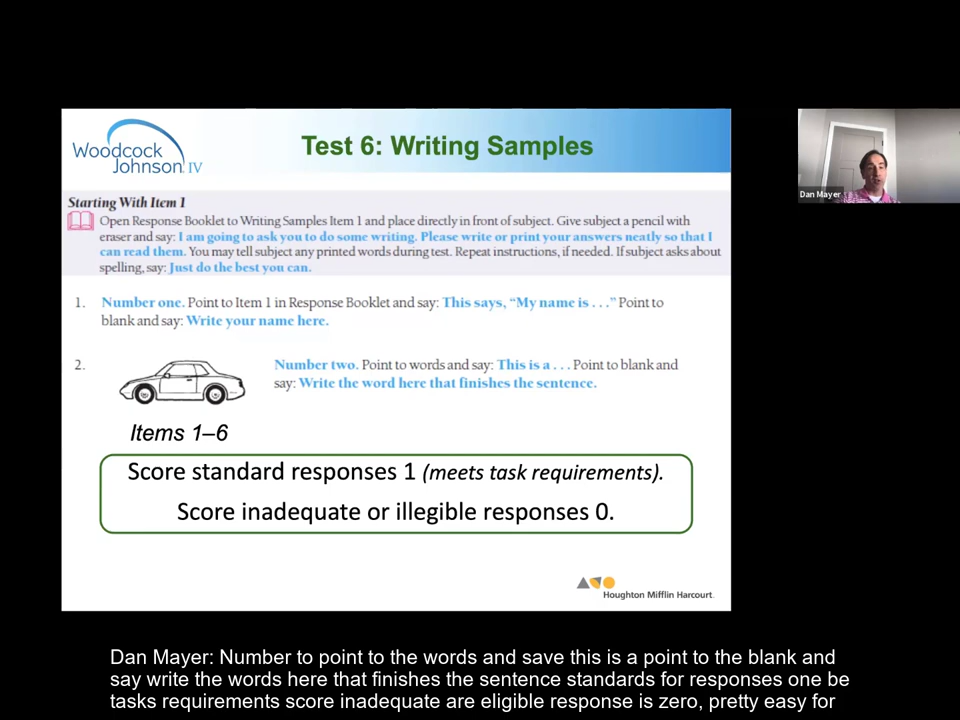 Woodcock
Johnson IV
Test 6: Writing Samples
Dan Mayer
Starting With Item 1
Open Response Booklet to Writing Samples Item 1 and place directly in front of subject. Give subject a pencil with
eraser and say: I am going to ask you to do some writing. Please write or print your answers neatly so that I
can read them. You may tell subject any printed words during test. Repeat instructions, if needed. If subject asks about
spelling, say: Just do the best you can.
1. Number one. Point to Item 1 in Response Booklet and say: This says, “My name is . . .” Point to
blank and say: Write your name here.
2. Number two. Point to words and say: This is a . . . Point to blank and
say: Write the word here that finishes the sentence.
Items 1–6
Score standard responses 1 (meets task requirements).
Score inadequate or illegible responses 0.
Houghton Mifflin Harcourt.
Dan Mayer: Number to point to the words and save this is a point to the blank and
say write the words here that finishes the sentence standards for responses one be
tasks requirements score inadequate are eligible response is zero, pretty easy for